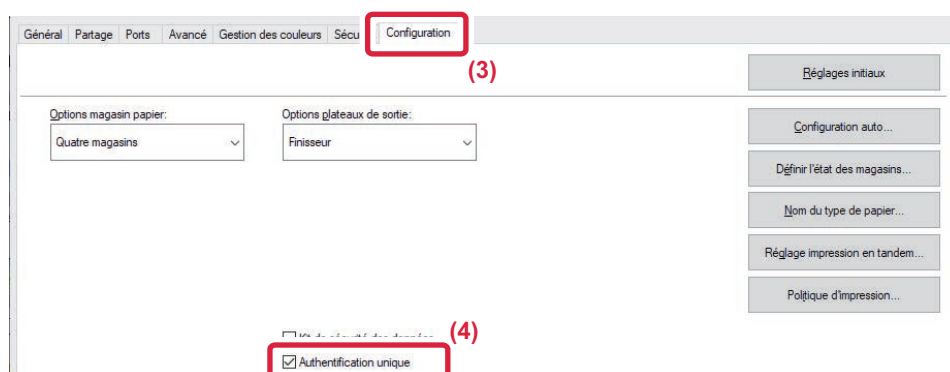 Général Partage Ports Avancé Gestion des couleurs Sécu Configuration
(3)
Réglages initiaux
Options magasin papier: Options plateaux de sortie:
Quatre magasins Finisseur
Configuration auto...
Définir l'état des magasins...
Nom du type de papier...
Réglage impression en tandem...
Politique d'impression...
(4)
Authentification unique